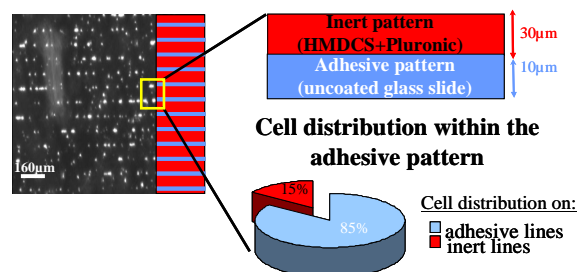 Inert pattern
(HMDCS+Pluronic)
30µm
Adhesive pattern
(uncoated glass slide)
10µm
160µm
Cell distribution within the
adhesive pattern
15%
85%
Cell distribution on:
adhesive lines
inert lines